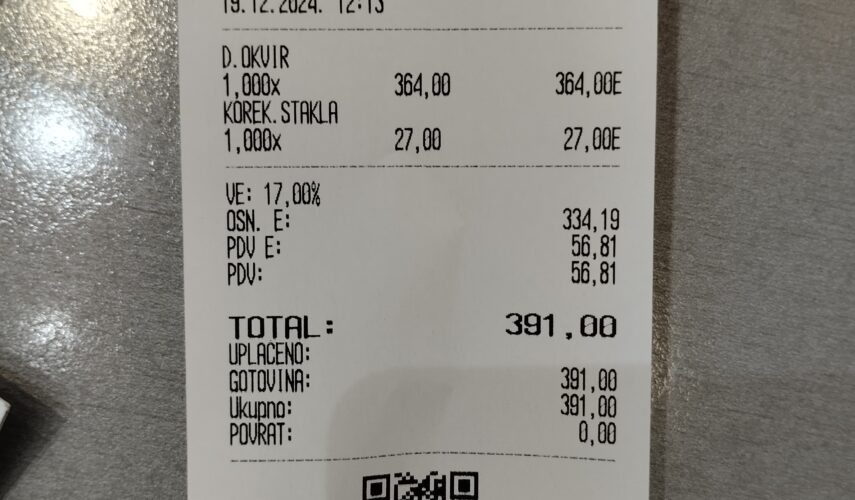 19.12.2024. 12:13
D.OKVIR
1,000x 364,00 364,00E
KOREK.STAKLA
1,000x 27,00 27,00E
VE: 17,00%
OSN. E: 334,19
PDV E: 56,81
PDV: 56,81
TOTAL: 391,00
UPLAĆENO:
GOTOVINA: 391,00
Ukupno: 391,00
POVRAT: 0,00